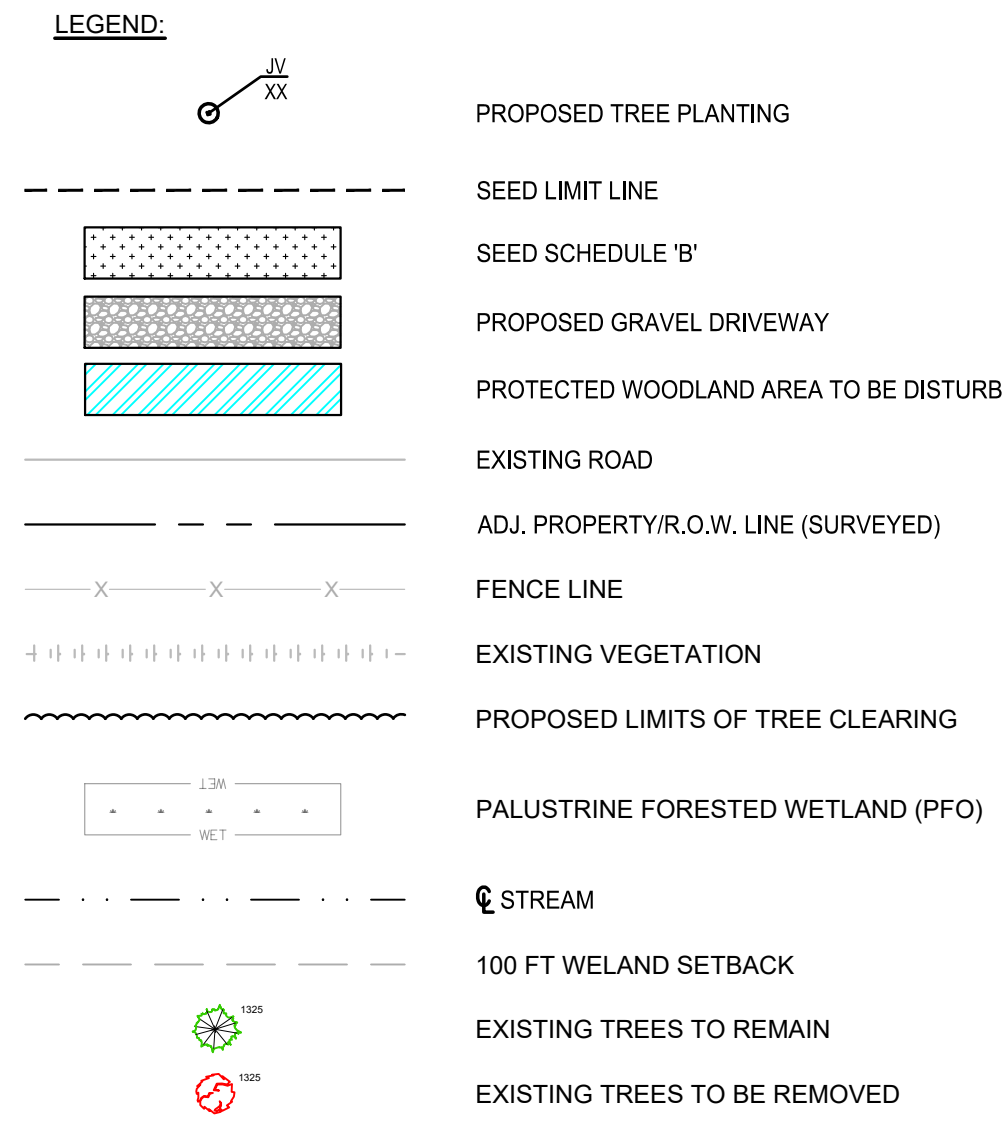 LEGEND:
JV
XX
PROPOSED TREE PLANTING
SEED LIMIT LINE
SEED SCHEDULE 'B'
PROPOSED GRAVEL DRIVEWAY
PROTECTED WOODLAND AREA TO BE DISTURB
EXISTING ROAD
ADJ. PROPERTY/R.O.W. LINE (SURVEYED)
X X X
FENCE LINE
EXISTING VEGETATION
PROPOSED LIMITS OF TREE CLEARING
WET
PALUSTRINE FORESTED WETLAND (PFO)
WET
℄ STREAM
100 FT WELAND SETBACK
1325
EXISTING TREES TO REMAIN
1325
EXISTING TREES TO BE REMOVED